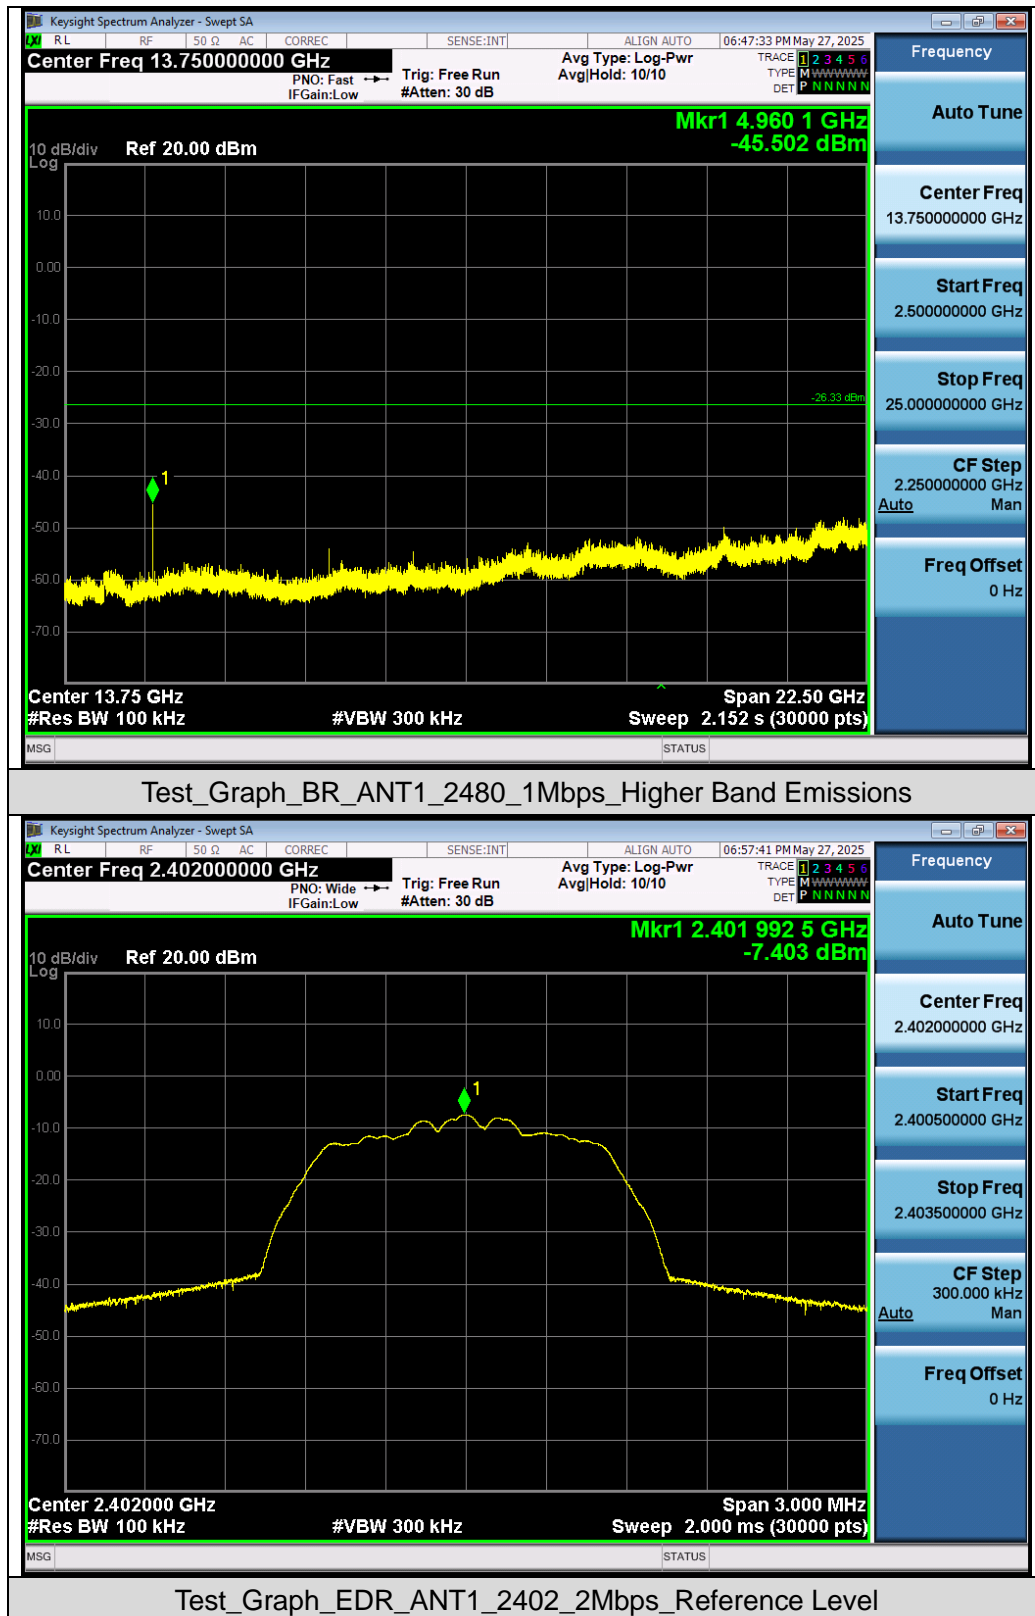 Keysight Spectrum Analyzer - Swept SA
LXI RL RF 50 Ω AC CORREC SENSE:INT ALIGN AUTO 06:47:33 PM May 27, 2025
Center Freq 13.750000000 GHz
PNO: Fast
IFGain:Low
Trig: Free Run
#Atten: 30 dB
Avg Type: Log-Pwr
Avg|Hold: 10/10
TRACE 1 2 3 4 5 6
TYPE M WWWWW
DET P N N N N N
Mkr1 4.960 1 GHz
-45.502 dBm
10 dB/div Ref 20.00 dBm
Log
10.0
0.00
-10.0
-20.0
-26.33 dBm
-30.0
-40.0
1
-50.0
-60.0
-70.0
Center 13.75 GHz Span 22.50 GHz
#Res BW 100 kHz #VBW 300 kHz Sweep 2.152 s (30000 pts)
MSG STATUS
Frequency
Auto Tune
Center Freq
13.750000000 GHz
Start Freq
2.500000000 GHz
Stop Freq
25.000000000 GHz
CF Step
2.250000000 GHz
Auto Man
Freq Offset
0 Hz
Test_Graph_BR_ANT1_2480_1Mbps_Higher Band Emissions
Keysight Spectrum Analyzer - Swept SA
LXI RL RF 50 Ω AC CORREC SENSE:INT ALIGN AUTO 06:57:41 PM May 27, 2025
Center Freq 2.402000000 GHz
PNO: Wide
IFGain:Low
Trig: Free Run
#Atten: 30 dB
Avg Type: Log-Pwr
Avg|Hold: 10/10
TRACE 1 2 3 4 5 6
TYPE M WWWWW
DET P N N N N N
Mkr1 2.401 992 5 GHz
-7.403 dBm
10 dB/div Ref 20.00 dBm
Log
10.0
0.00
1
-10.0
-20.0
-30.0
-40.0
-50.0
-60.0
-70.0
Center 2.402000 GHz Span 3.000 MHz
#Res BW 100 kHz #VBW 300 kHz Sweep 2.000 ms (30000 pts)
MSG STATUS
Frequency
Auto Tune
Center Freq
2.402000000 GHz
Start Freq
2.400500000 GHz
Stop Freq
2.403500000 GHz
CF Step
300.000 kHz
Auto Man
Freq Offset
0 Hz
Test_Graph_EDR_ANT1_2402_2Mbps_Reference Level